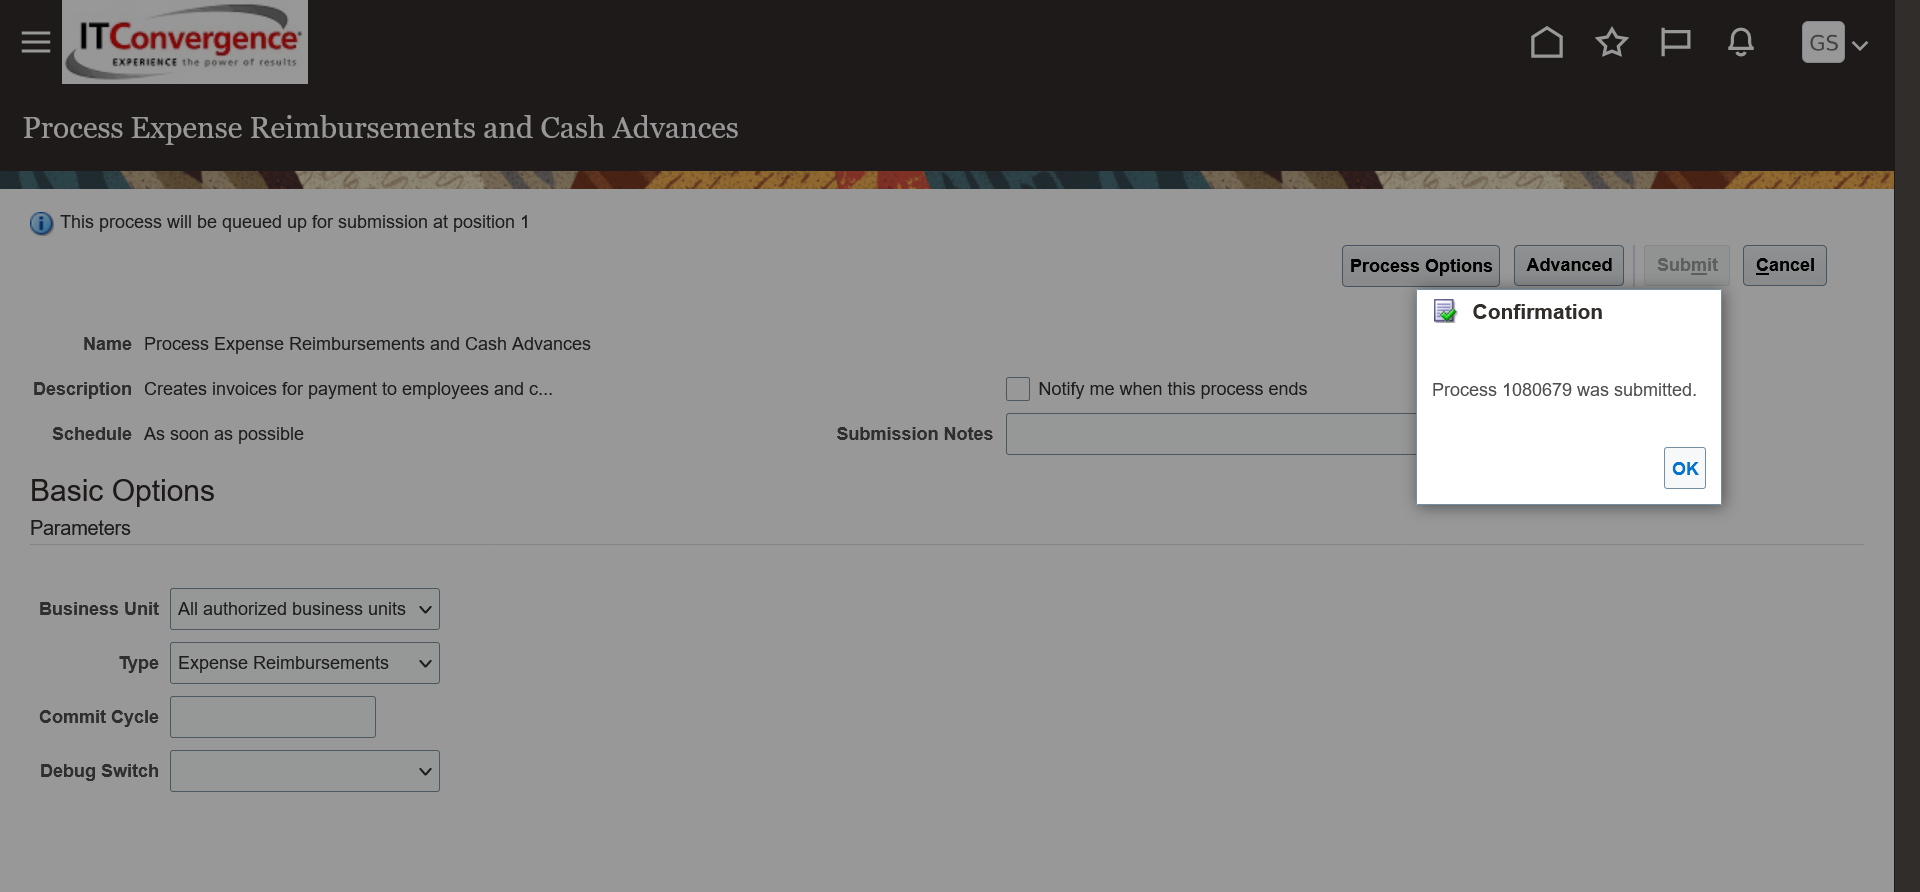 ITConvergence
EXPERIENCE the power of results
GS
Process Expense Reimbursements and Cash Advances
This process will be queued up for submission at position 1
Process Options
Advanced
Submit
Cancel
Confirmation
Process 1080679 was submitted.
OK
Name Process Expense Reimbursements and Cash Advances
Description Creates invoices for payment to employees and c...
Notify me when this process ends
Schedule As soon as possible
Submission Notes
Basic Options
Parameters
Business Unit All authorized business units
Type Expense Reimbursements
Commit Cycle
Debug Switch